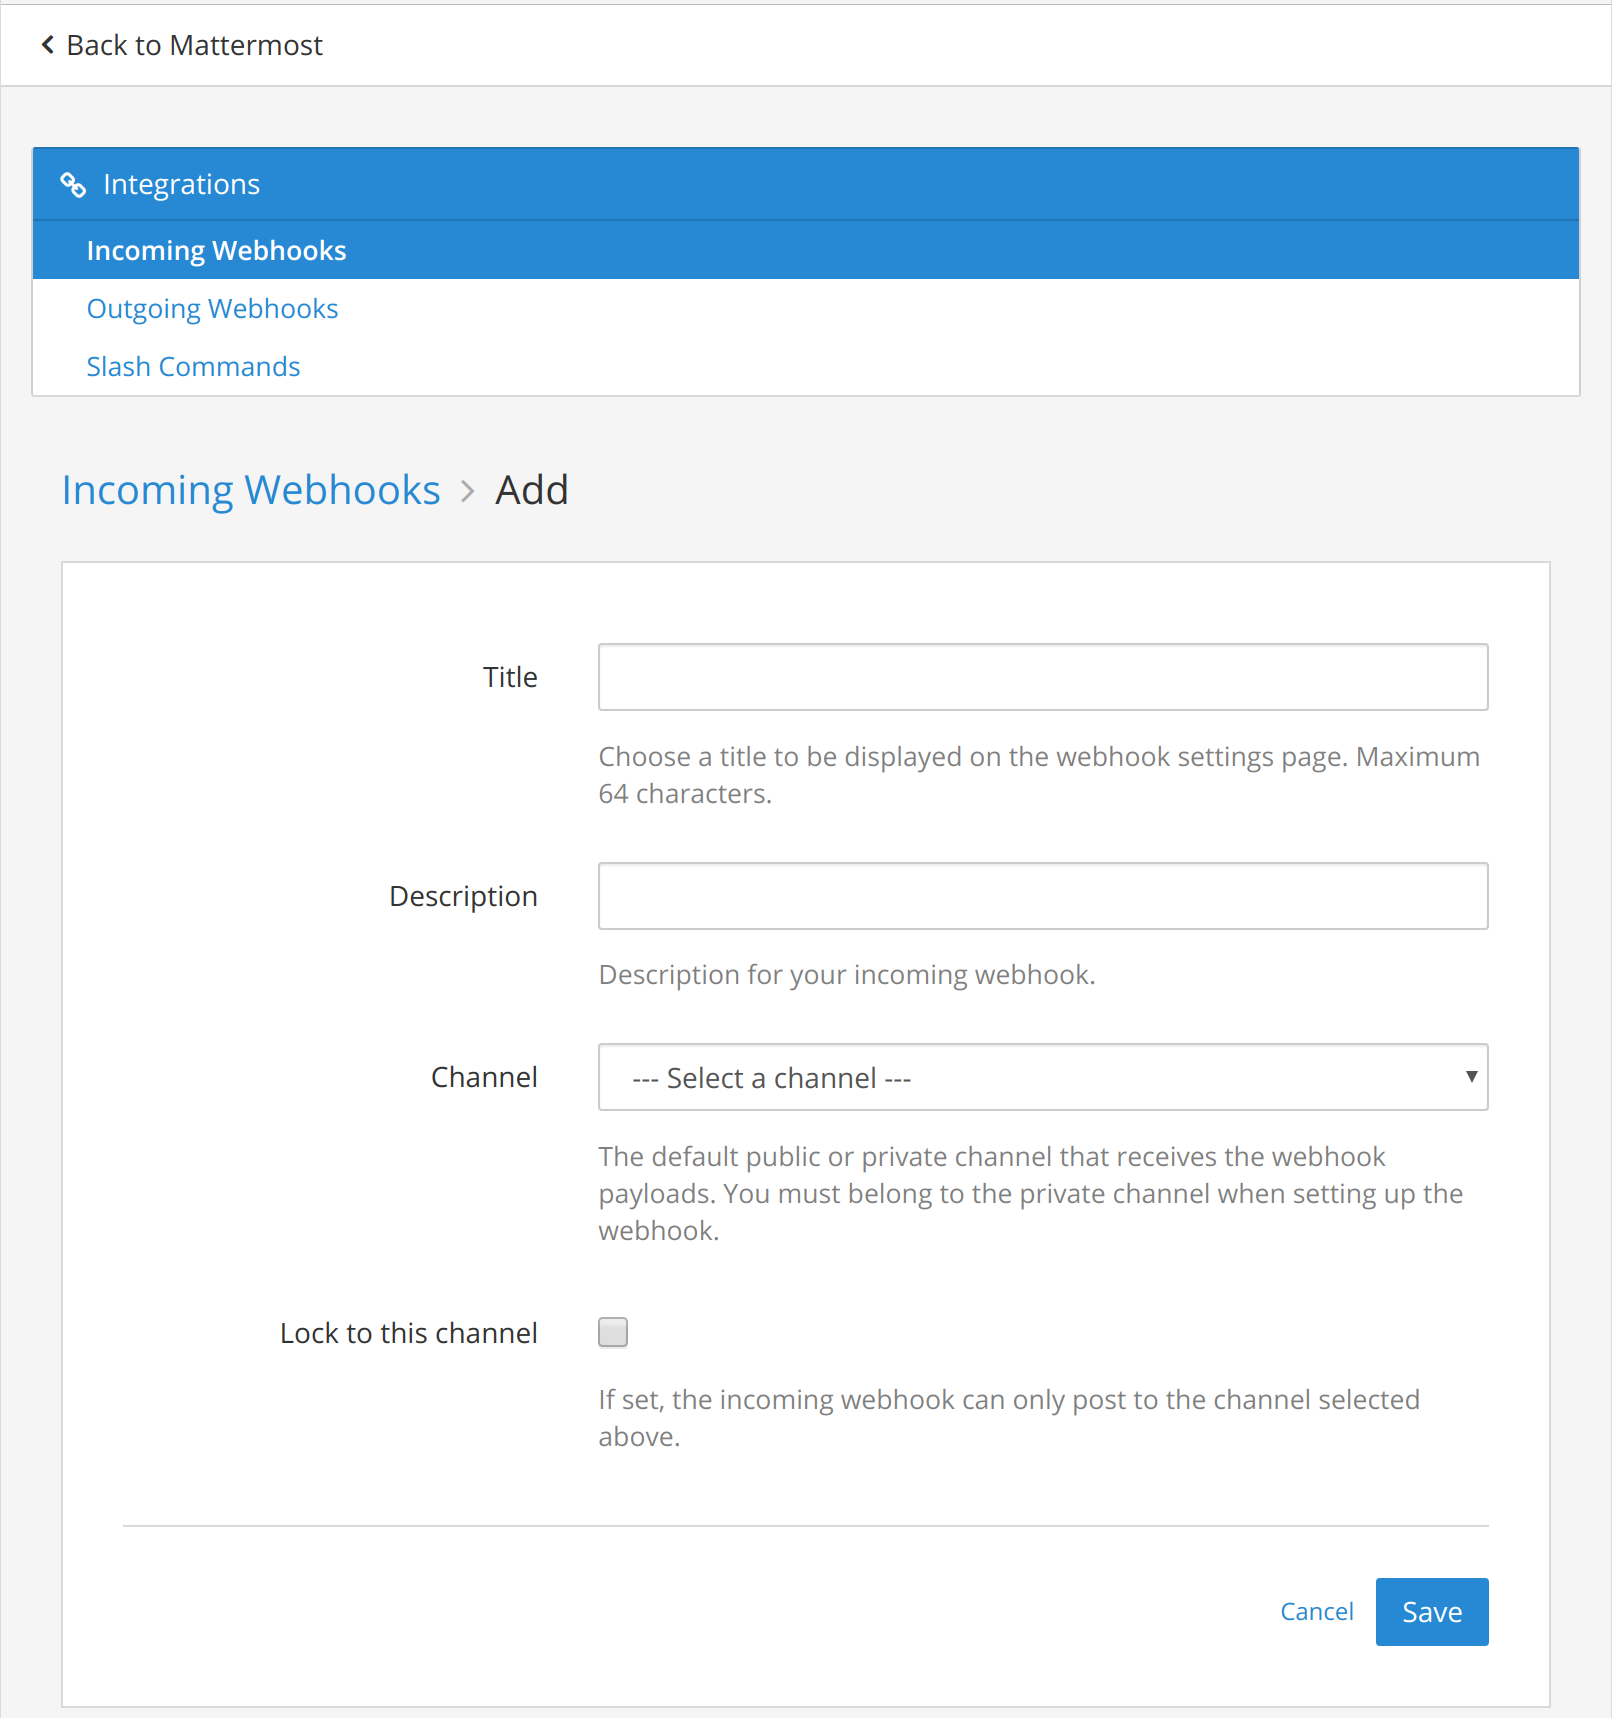 Back to Mattermost
Integrations
Incoming Webhooks
Outgoing Webhooks
Slash Commands
Incoming Webhooks > Add
Title
Choose a title to be displayed on the webhook settings page. Maximum
64 characters.
Description
Description for your incoming webhook.
Channel
--- Select a channel ---
The default public or private channel that receives the webhook
payloads. You must belong to the private channel when setting up the
webhook.
Lock to this channel
If set, the incoming webhook can only post to the channel selected
above.
Cancel Save